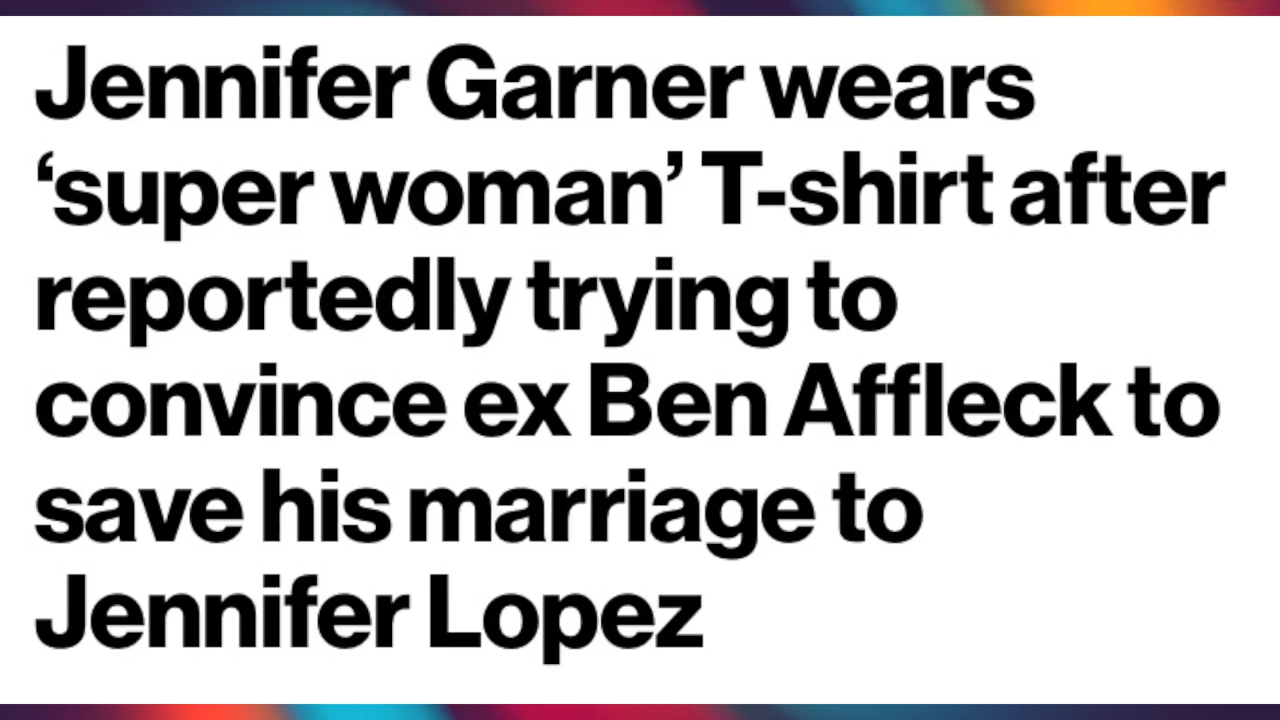 Jennifer Garner wears
‘super woman’ T-shirt after
reportedly trying to
convince ex Ben Affleck to
save his marriage to
Jennifer Lopez